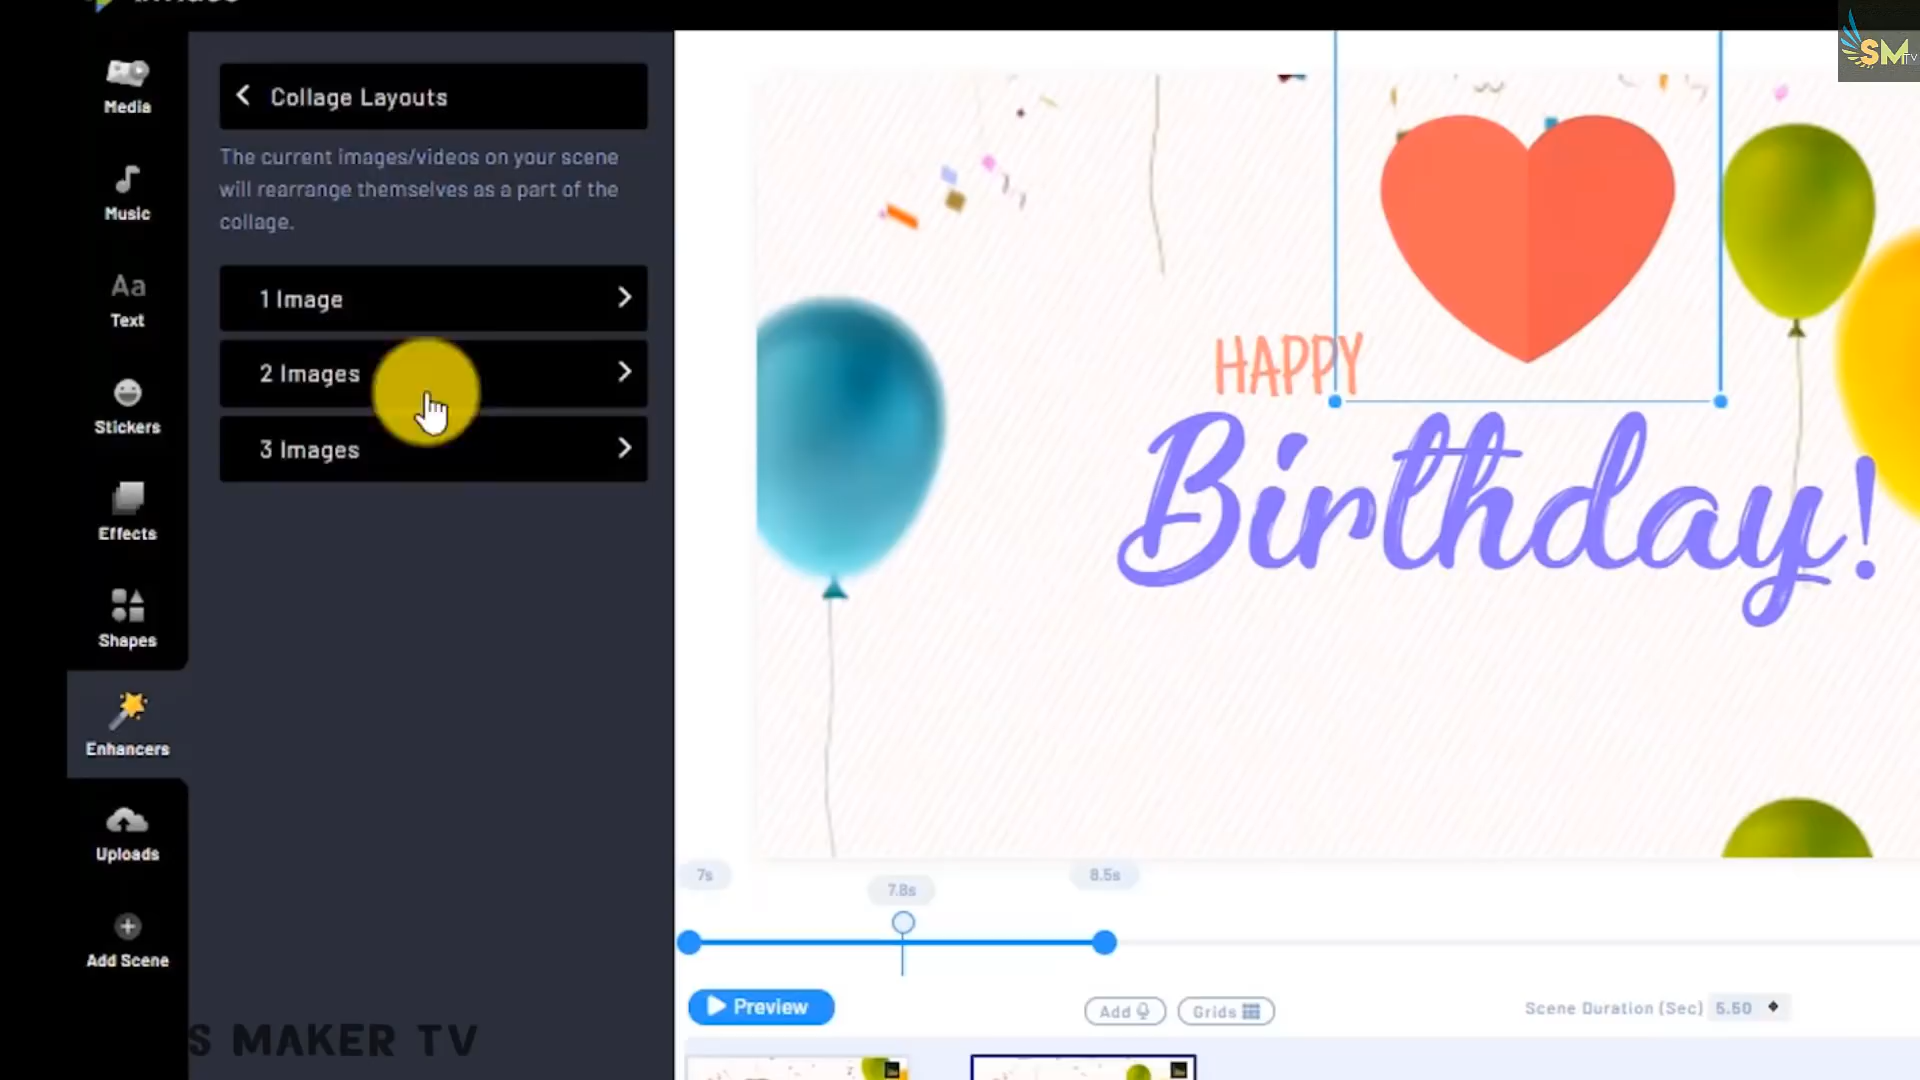 SMTV
Media
Music
Aa
Text
Stickers
Effects
Shapes
Enhancers
Uploads
Add Scene
Collage Layouts
The current images/videos on your scene
will rearrange themselves as a part of the
collage.
1 Image
2 Images
3 Images
HAPPY
Birthday!
7s
7.8s
8.5s
Preview
Add
Grids
Scene Duration (Sec) 5.50
S MAKER TV